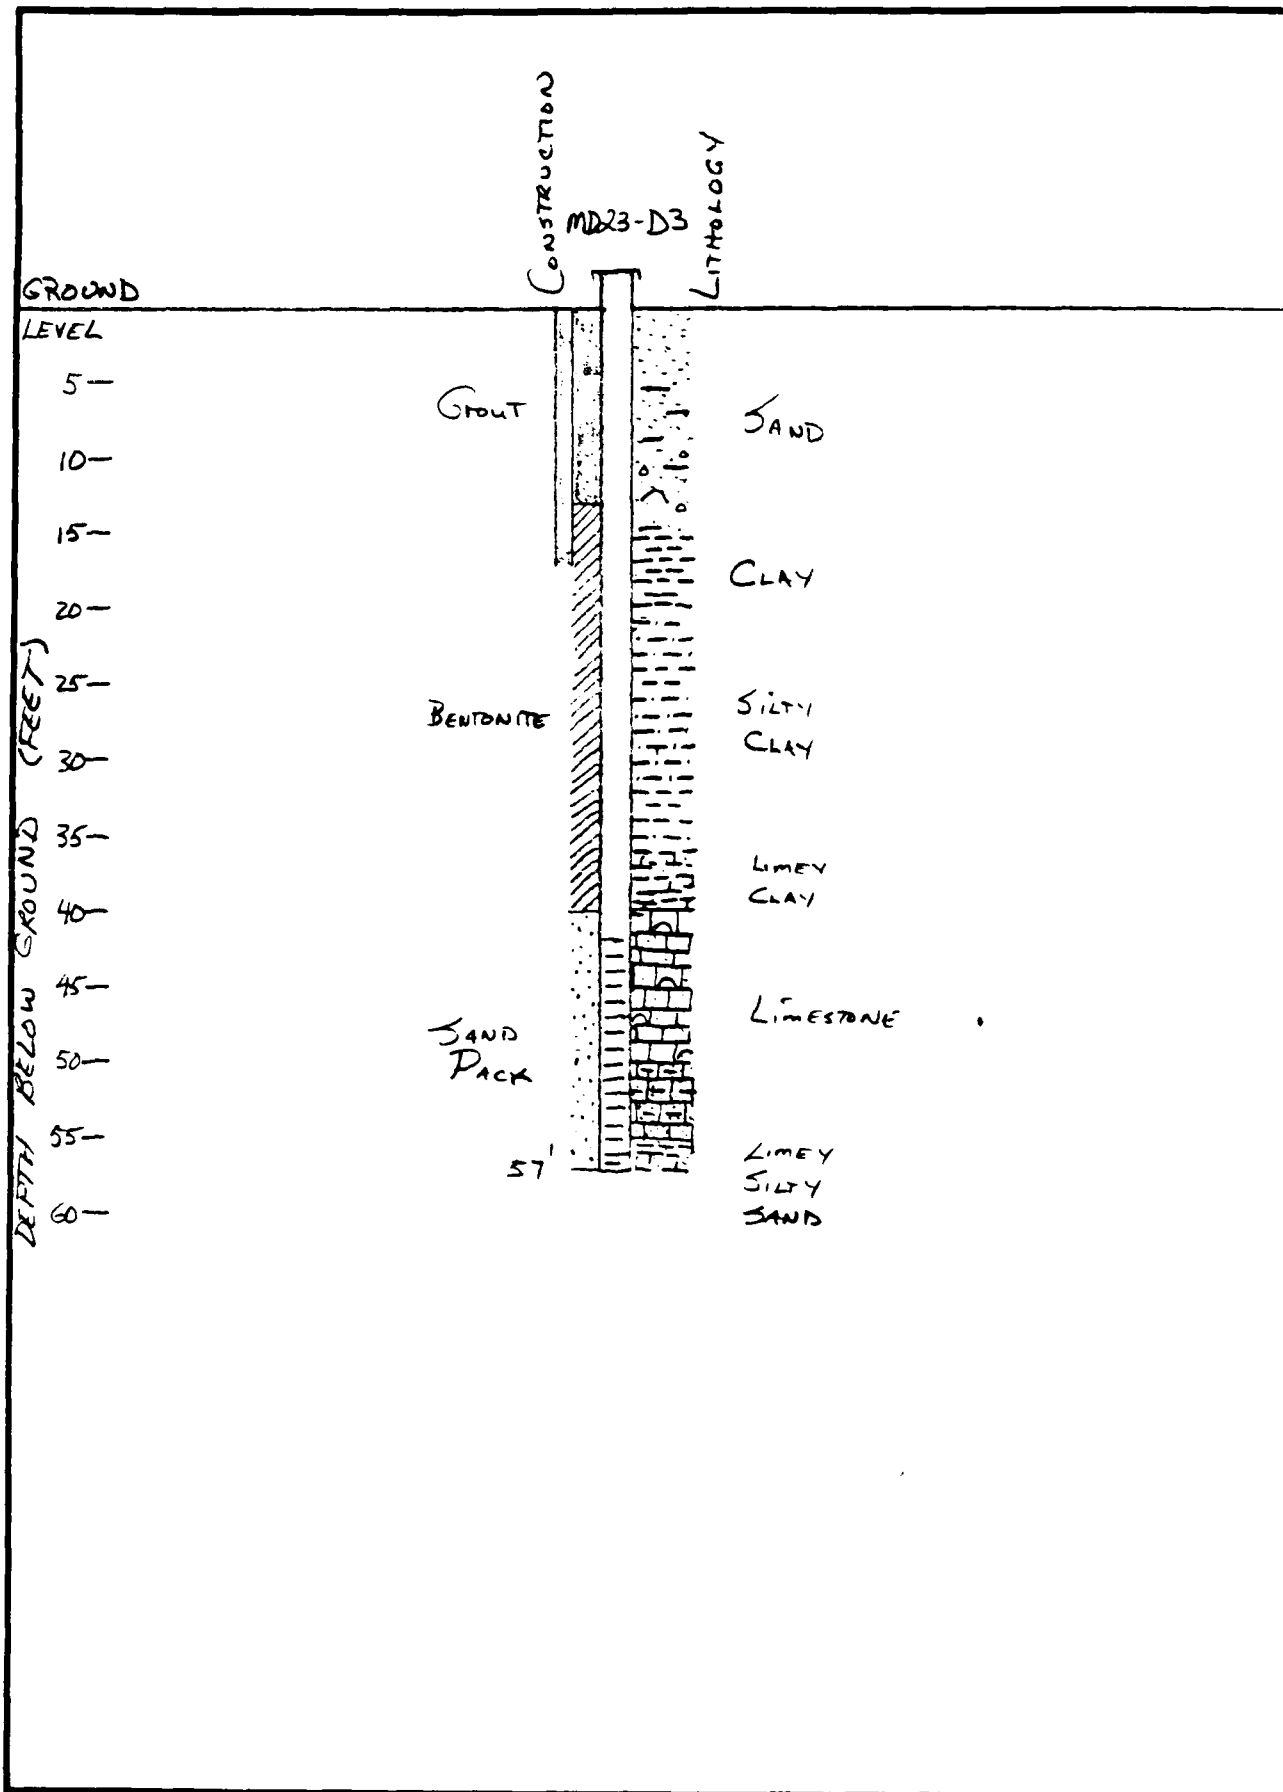 CONSTRUCTION
MD23-D3
LITHOLOGY
GROUND
LEVEL
5—
GROUT
SAND
10—
15—
CLAY
20—
25—
BENTONITE
SILTY
CLAY
30—
35—
LIMEY
CLAY
40—
45—
LIMESTONE
SAND
PACK
50—
55—
57'
LIMEY
SILTY
SAND
60—
DEPTH BELOW GROUND (FEET)